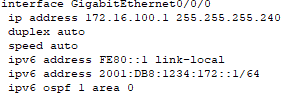 interface GigabitEthernet0/0/0
ip address 172.16.100.1 255.255.255.240
duplex auto
speed auto
ipv6 address FE80::1 link-local
ipv6 address 2001:DB8:1234:172::1/64
ipv6 ospf 1 area 0